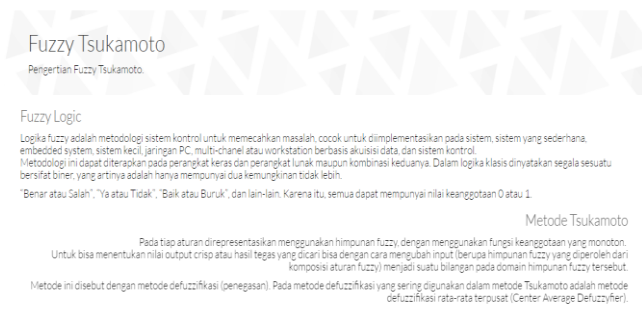 Fuzzy Tsukamoto
Pengertian Fuzzy Tsukamoto.
Fuzzy Logic
Logika fuzzy adalah metodologi sistem kontrol untuk memecahkan masalah, cocok untuk diimplementasikan pada sistem, sistem yang sederhana,
embedded system, sistem kecil, jaringan PC, multi-chanel atau workstation berbasis akuisisi data, dan sistem kontrol.
Metodologi ini dapat diterapkan pada perangkat keras dan perangkat lunak maupun kombinasi keduanya. Dalam logika klasis dinyatakan segala sesuatu
bersifat biner, yang artinya adalah hanya mempunyai dua kemungkinan tidak lebih.
"Benar atau Salah", "Ya atau Tidak", "Baik atau Buruk", dan lain-lain. Karena itu, semua dapat mempunyai nilai keanggotaan 0 atau 1.
Metode Tsukamoto
Pada tiap aturan direpresentasikan menggunakan himpunan fuzzy, dengan menggunakan fungsi keanggotaan yang monoton.
Untuk bisa menentukan nilai output crisp atau hasil tegas yang dicari bisa dengan cara mengubah input (berupa himpunan fuzzy yang diperoleh dari
komposisi aturan fuzzy) menjadi suatu bilangan pada domain himpunan fuzzy tersebut.
Metode ini disebut dengan metode defuzzifikasi (penegasan). Pada metode defuzzifikasi yang sering digunakan dalam metode Tsukamoto adalah metode
defuzzifikasi rata-rata terpusat (Center Average Defuzzyfier).